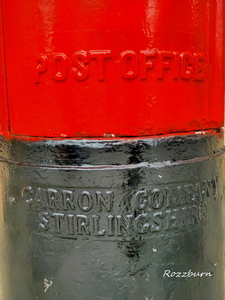 POST OFFICE
CARRON COMPANY
STIRLINGSHIRE
Rozzburn